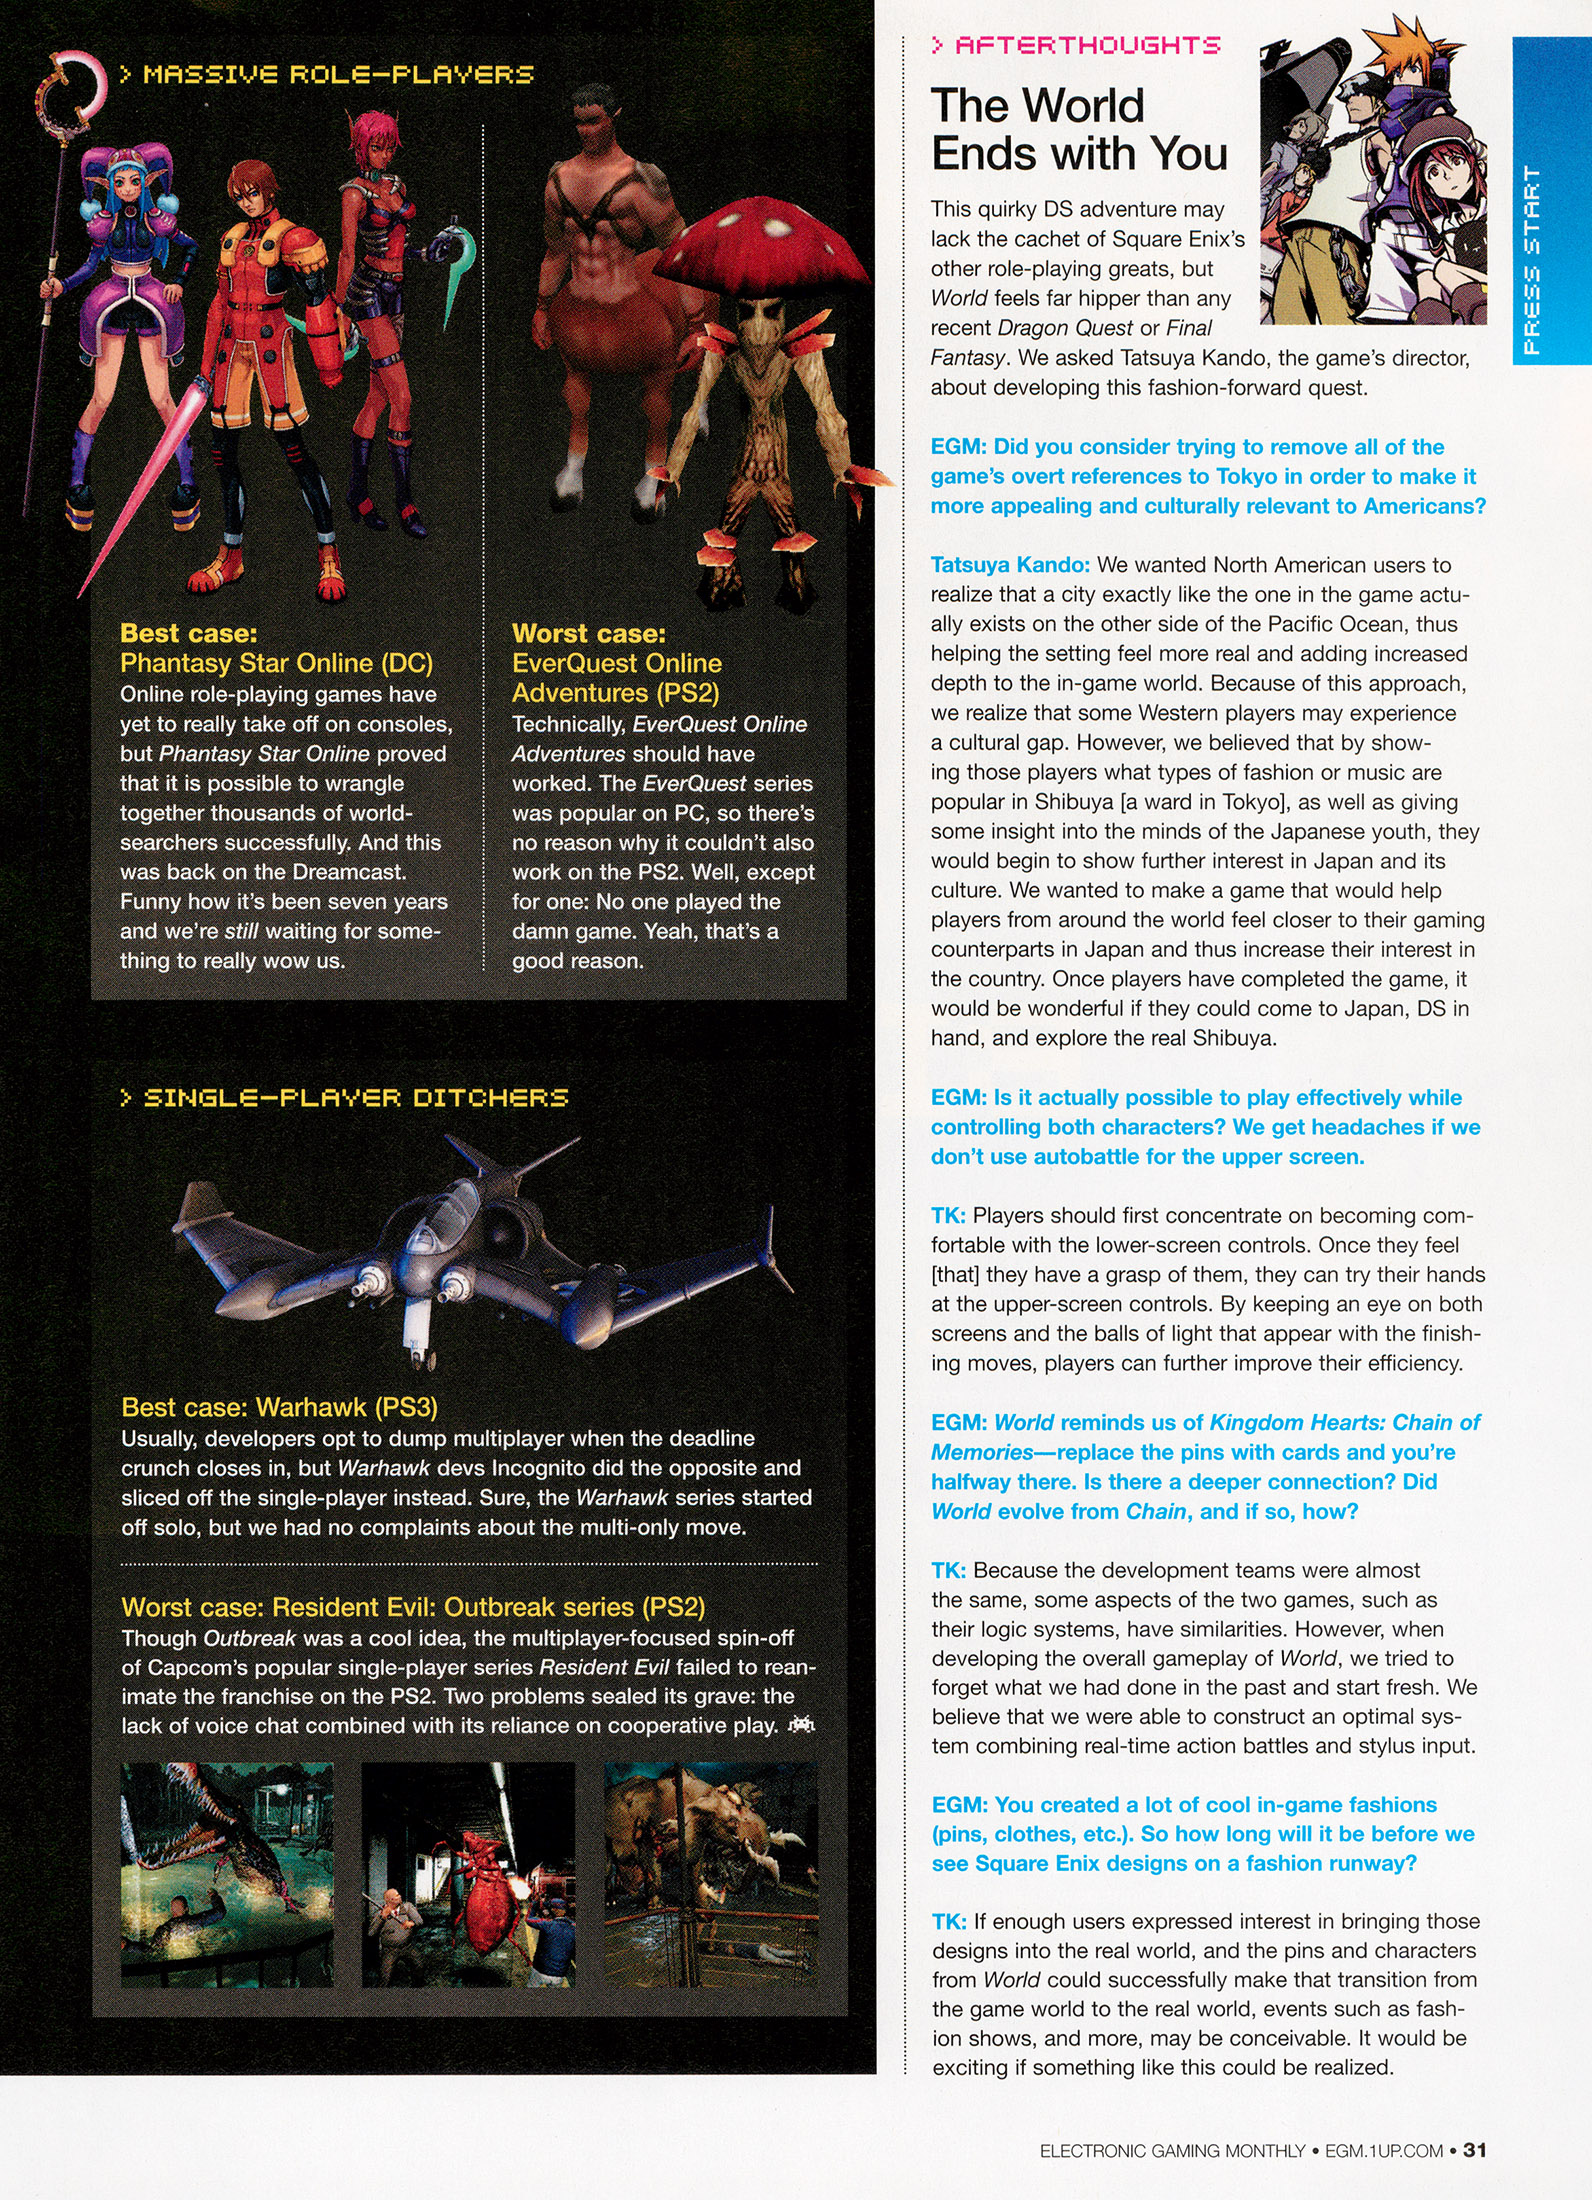 > MASSIVE ROLE-PLAYERS
Best case:
Phantasy Star Online (DC)
Online role-playing games have
yet to really take off on consoles,
but Phantasy Star Online proved
that it is possible to wrangle
together thousands of world-
searchers successfully. And this
was back on the Dreamcast.
Funny how it's been seven years
and we're still waiting for some-
thing to really wow us.
Worst case:
EverQuest Online
Adventures (PS2)
Technically, EverQuest Online
Adventures should have
worked. The EverQuest series
was popular on PC, so there's
no reason why it couldn't also
work on the PS2. Well, except
for one: No one played the
damn game. Yeah, that's a
good reason.
> SINGLE-PLAYER DITCHERS
Best case: Warhawk (PS3)
Usually, developers opt to dump multiplayer when the deadline
crunch closes in, but Warhawk devs Incognito did the opposite and
sliced off the single-player instead. Sure, the Warhawk series started
off solo, but we had no complaints about the multi-only move.
Worst case: Resident Evil: Outbreak series (PS2)
Though Outbreak was a cool idea, the multiplayer-focused spin-off
of Capcom's popular single-player series Resident Evil failed to rean-
imate the franchise on the PS2. Two problems sealed its grave: the
lack of voice chat combined with its reliance on cooperative play.
> AFTERTHOUGHTS
The World
Ends with You
This quirky DS adventure may
lack the cachet of Square Enix's
other role-playing greats, but
World feels far hipper than any
recent Dragon Quest or Final
Fantasy. We asked Tatsuya Kando, the game's director,
about developing this fashion-forward quest.
EGM: Did you consider trying to remove all of the
game's overt references to Tokyo in order to make it
more appealing and culturally relevant to Americans?
Tatsuya Kando: We wanted North American users to
realize that a city exactly like the one in the game actu-
ally exists on the other side of the Pacific Ocean, thus
helping the setting feel more real and adding increased
depth to the in-game world. Because of this approach,
we realize that some Western players may experience
a cultural gap. However, we believed that by show-
ing those players what types of fashion or music are
popular in Shibuya [a ward in Tokyo], as well as giving
some insight into the minds of the Japanese youth, they
would begin to show further interest in Japan and its
culture. We wanted to make a game that would help
players from around the world feel closer to their gaming
counterparts in Japan and thus increase their interest in
the country. Once players have completed the game, it
would be wonderful if they could come to Japan, DS in
hand, and explore the real Shibuya.
EGM: Is it actually possible to play effectively while
controlling both characters? We get headaches if we
don't use autobattle for the upper screen.
TK: Players should first concentrate on becoming com-
fortable with the lower-screen controls. Once they feel
[that] they have a grasp of them, they can try their hands
at the upper-screen controls. By keeping an eye on both
screens and the balls of light that appear with the finish-
ing moves, players can further improve their efficiency.
EGM: World reminds us of Kingdom Hearts: Chain of
Memories—replace the pins with cards and you're
halfway there. Is there a deeper connection? Did
World evolve from Chain, and if so, how?
TK: Because the development teams were almost
the same, some aspects of the two games, such as
their logic systems, have similarities. However, when
developing the overall gameplay of World, we tried to
forget what we had done in the past and start fresh. We
believe that we were able to construct an optimal sys-
tem combining real-time action battles and stylus input.
EGM: You created a lot of cool in-game fashions
(pins, clothes, etc.). So how long will it be before we
see Square Enix designs on a fashion runway?
TK: If enough users expressed interest in bringing those
designs into the real world, and the pins and characters
from World could successfully make that transition from
the game world to the real world, events such as fash-
ion shows, and more, may be conceivable. It would be
exciting if something like this could be realized.
PRESS START
ELECTRONIC GAMING MONTHLY • EGM.1UP.COM • 31